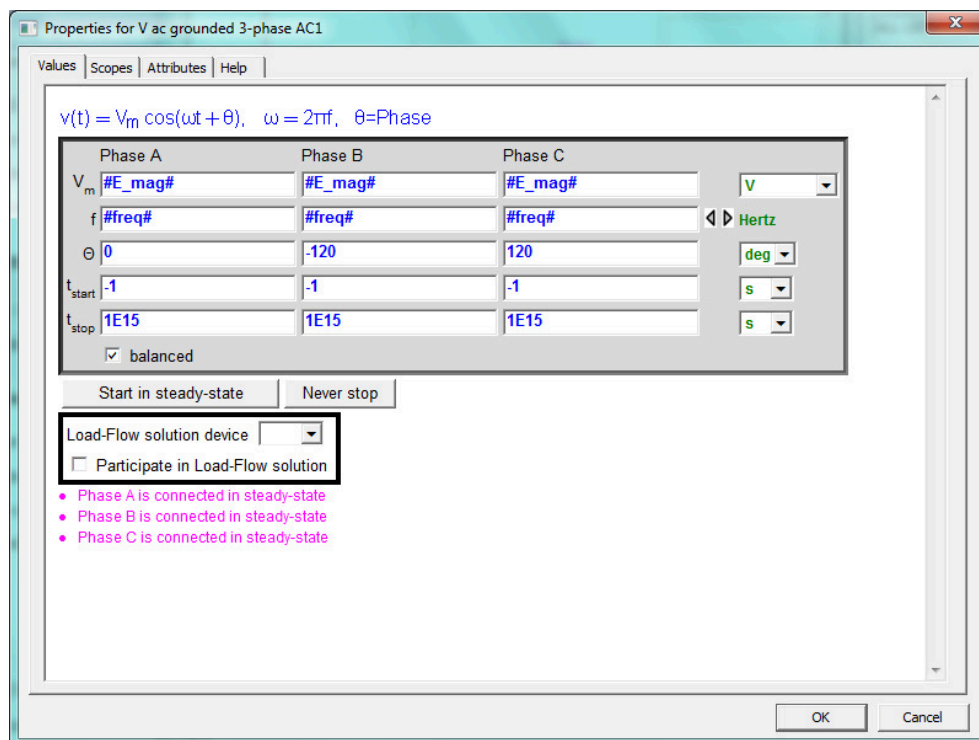 Properties for V ac grounded 3-phase AC1
X
Values Scopes Attributes Help
v(t) = Vm cos(ωt + θ), ω = 2πf, θ=Phase
Phase A Phase B Phase C
Vm #E_mag# #E_mag# #E_mag# V
f #freq# #freq# #freq# Hertz
Θ 0 -120 120 deg
tstart -1 -1 -1 s
tstop 1E15 1E15 1E15 s
balanced
Start in steady-state Never stop
Load-Flow solution device
Participate in Load-Flow solution
• Phase A is connected in steady-state
• Phase B is connected in steady-state
• Phase C is connected in steady-state
OK Cancel